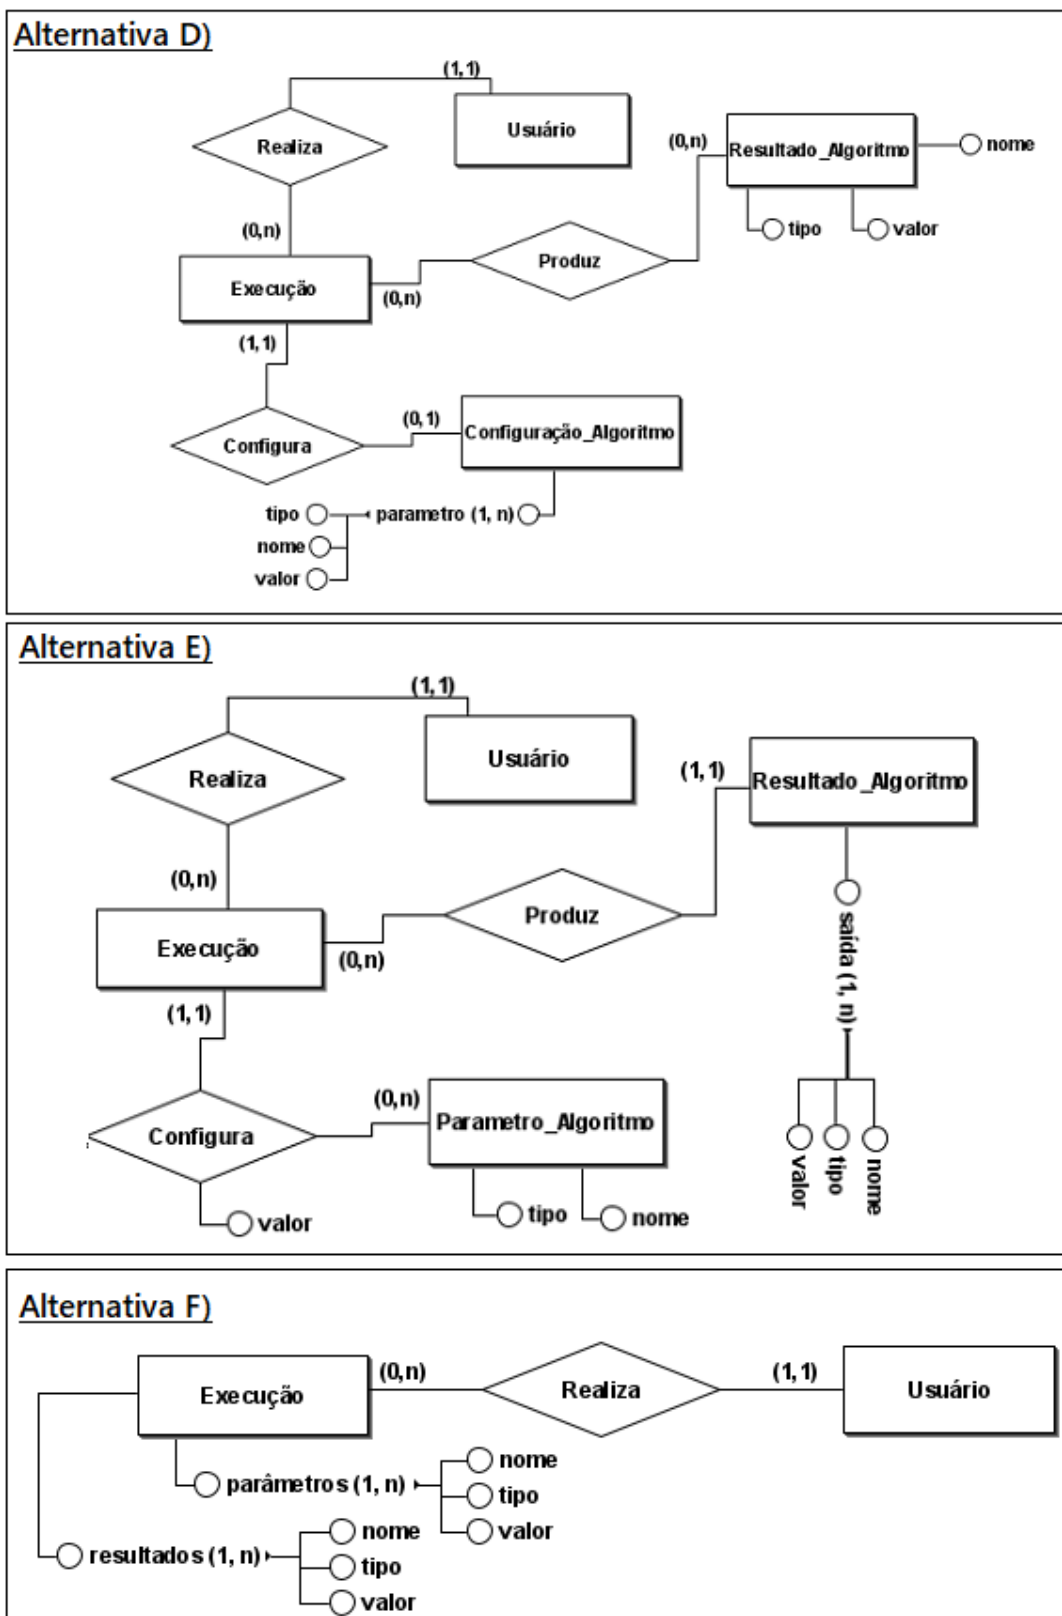 Alternativa D)
(1,1)
Usuário
Realiza
(0,n)
Resultado_Algoritmo
nome
tipo
valor
(0,n)
Produz
Execução
(0,n)
(1,1)
(0,1)
Configuração_Algoritmo
Configura
tipo
parametro (1, n)
nome
valor
Alternativa E)
(1,1)
Usuário
Realiza
(1,1)
Resultado_Algoritmo
(0,n)
Produz
saída (1, n)
Execução
(0,n)
(1,1)
(0,n)
Parametro_Algoritmo
Configura
valor
tipo
nome
valor
tipo
nome
Alternativa F)
(0,n)
(1,1)
Execução
Realiza
Usuário
nome
parâmetros (1, n)
tipo
valor
nome
resultados (1, n)
tipo
valor